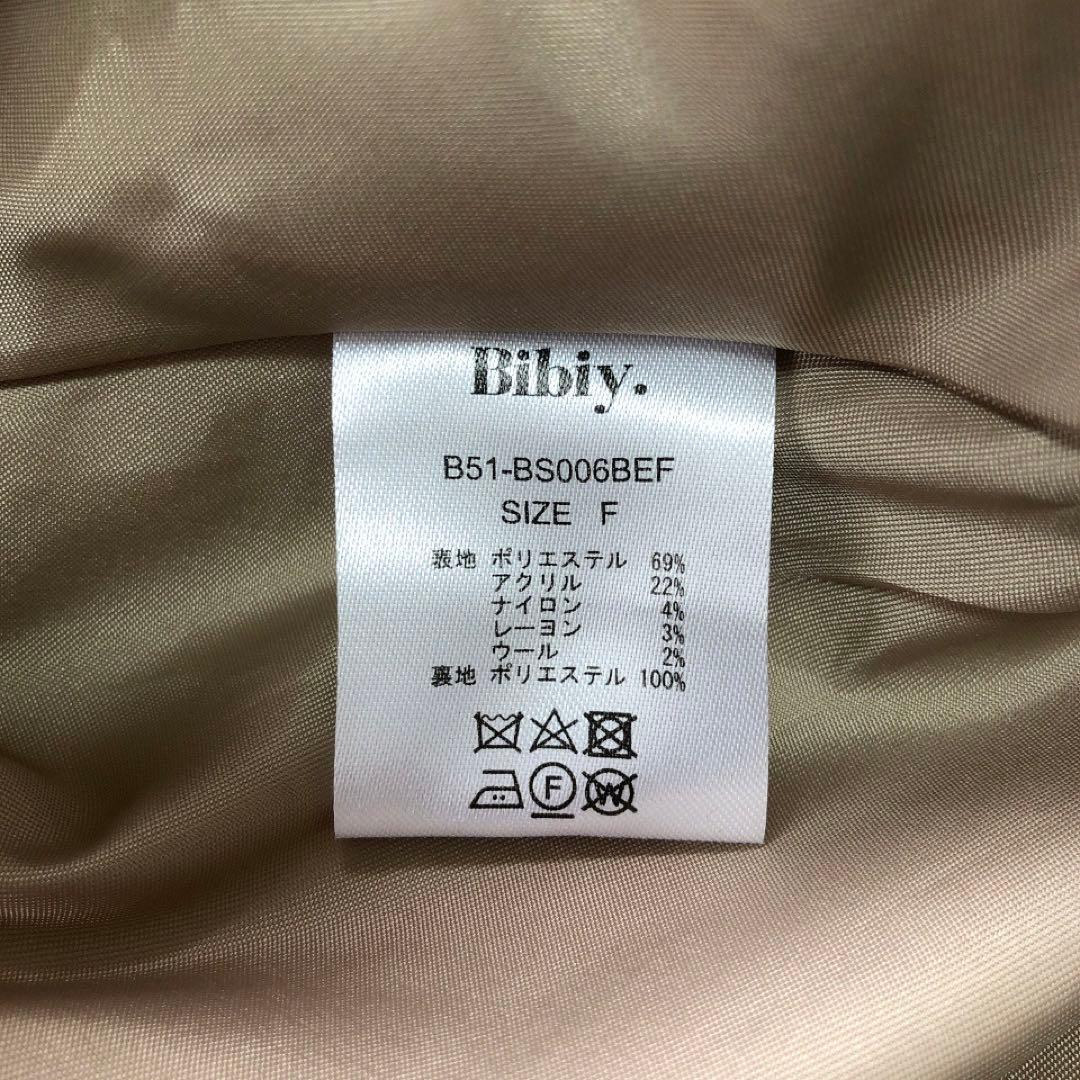 Bibiy.
B51-BS006BEF
SIZE F
表地 ポリエステル 69%
アクリル 22%
ナイロン 4%
レーヨン 3%
ウール 2%
裏地 ポリエステル 100%
F W